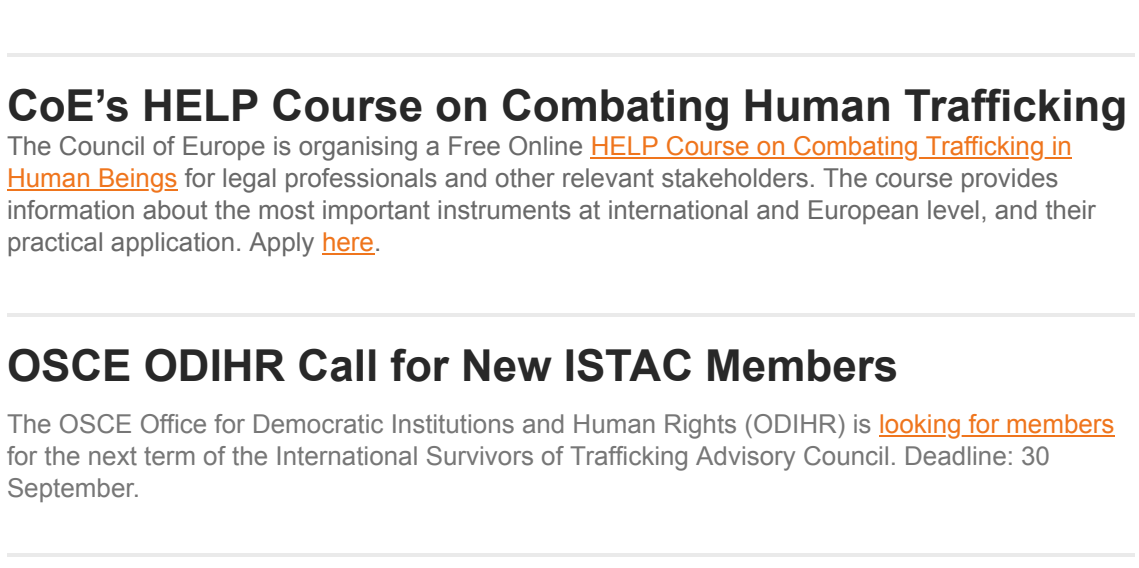 CoE’s HELP Course on Combating Human Trafficking
The Council of Europe is organising a Free Online HELP Course on Combating Trafficking in
Human Beings for legal professionals and other relevant stakeholders. The course provides
information about the most important instruments at international and European level, and their
practical application. Apply here.
OSCE ODIHR Call for New ISTAC Members
The OSCE Office for Democratic Institutions and Human Rights (ODIHR) is looking for members
for the next term of the International Survivors of Trafficking Advisory Council. Deadline: 30
September.